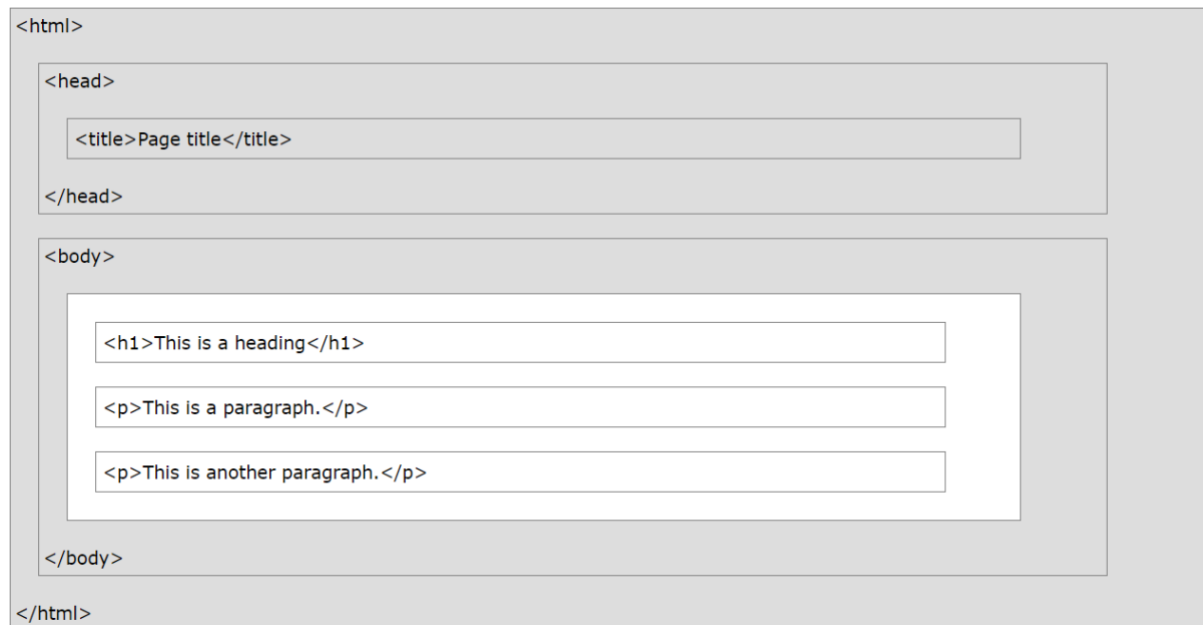 <html>
<head>
<title>Page title</title>
</head>
<body>
<h1>This is a heading</h1>
<p>This is a paragraph.</p>
<p>This is another paragraph.</p>
</body>
</html>